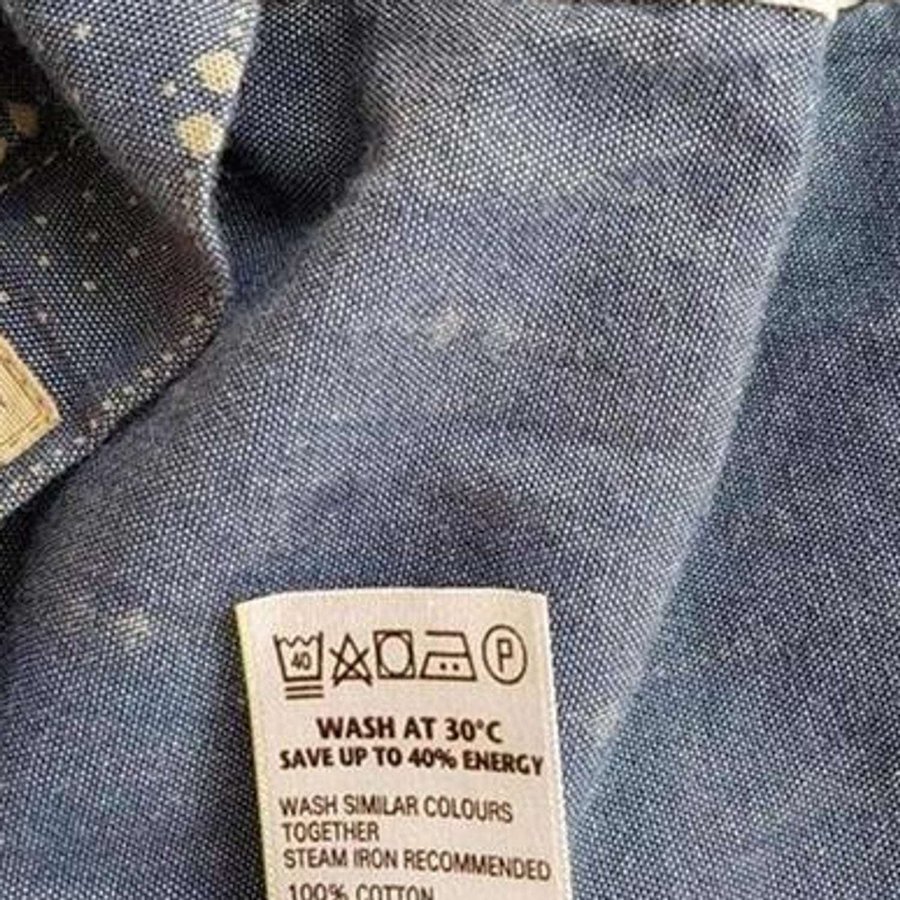 40 P
WASH AT 30°C
SAVE UP TO 40% ENERGY
WASH SIMILAR COLOURS
TOGETHER
STEAM IRON RECOMMENDED
100% COTTON